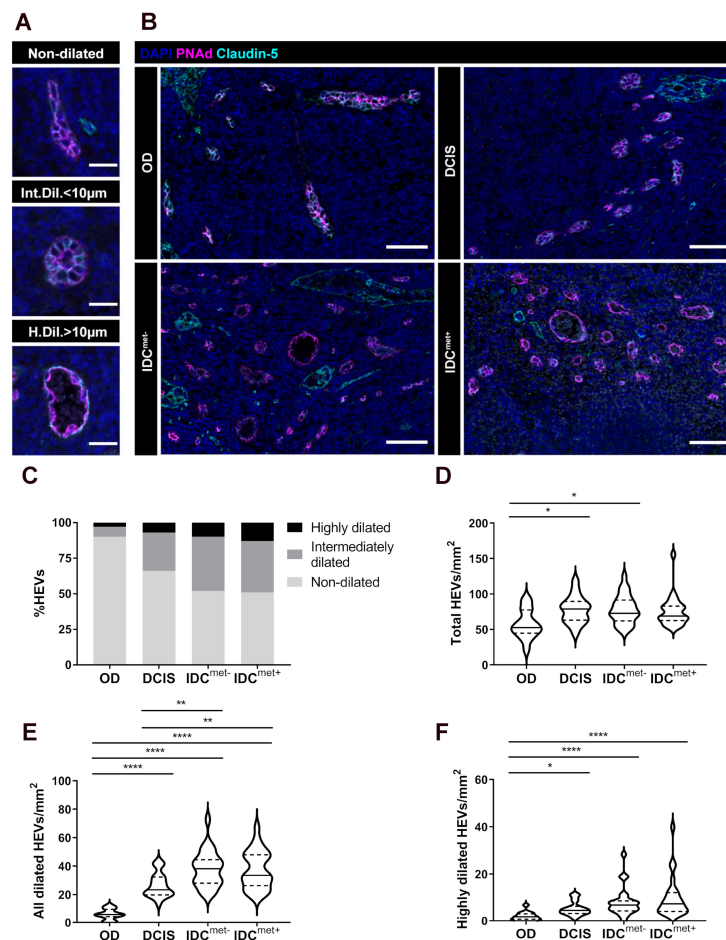 A
B
Non-dilated
DAPI PNAd Claudin-5
OD
DCIS
Int.Dil.<10µm
H.Dil.>10µm
IDCmet-
IDCmet+
C
D
100
75
50
25
0
%HEVs
OD DCIS IDCmet- IDCmet+
Highly dilated
Intermediately
dilated
Non-dilated
*
*
200
150
100
50
0
Total HEVs/mm²
OD DCIS IDCmet- IDCmet+
E
F
**
**
****
****
****
100
80
60
40
20
0
All dilated HEVs/mm²
OD DCIS IDCmet- IDCmet+
****
****
*
60
40
20
0
Highly dilated HEVs/mm²
OD DCIS IDCmet- IDCmet+